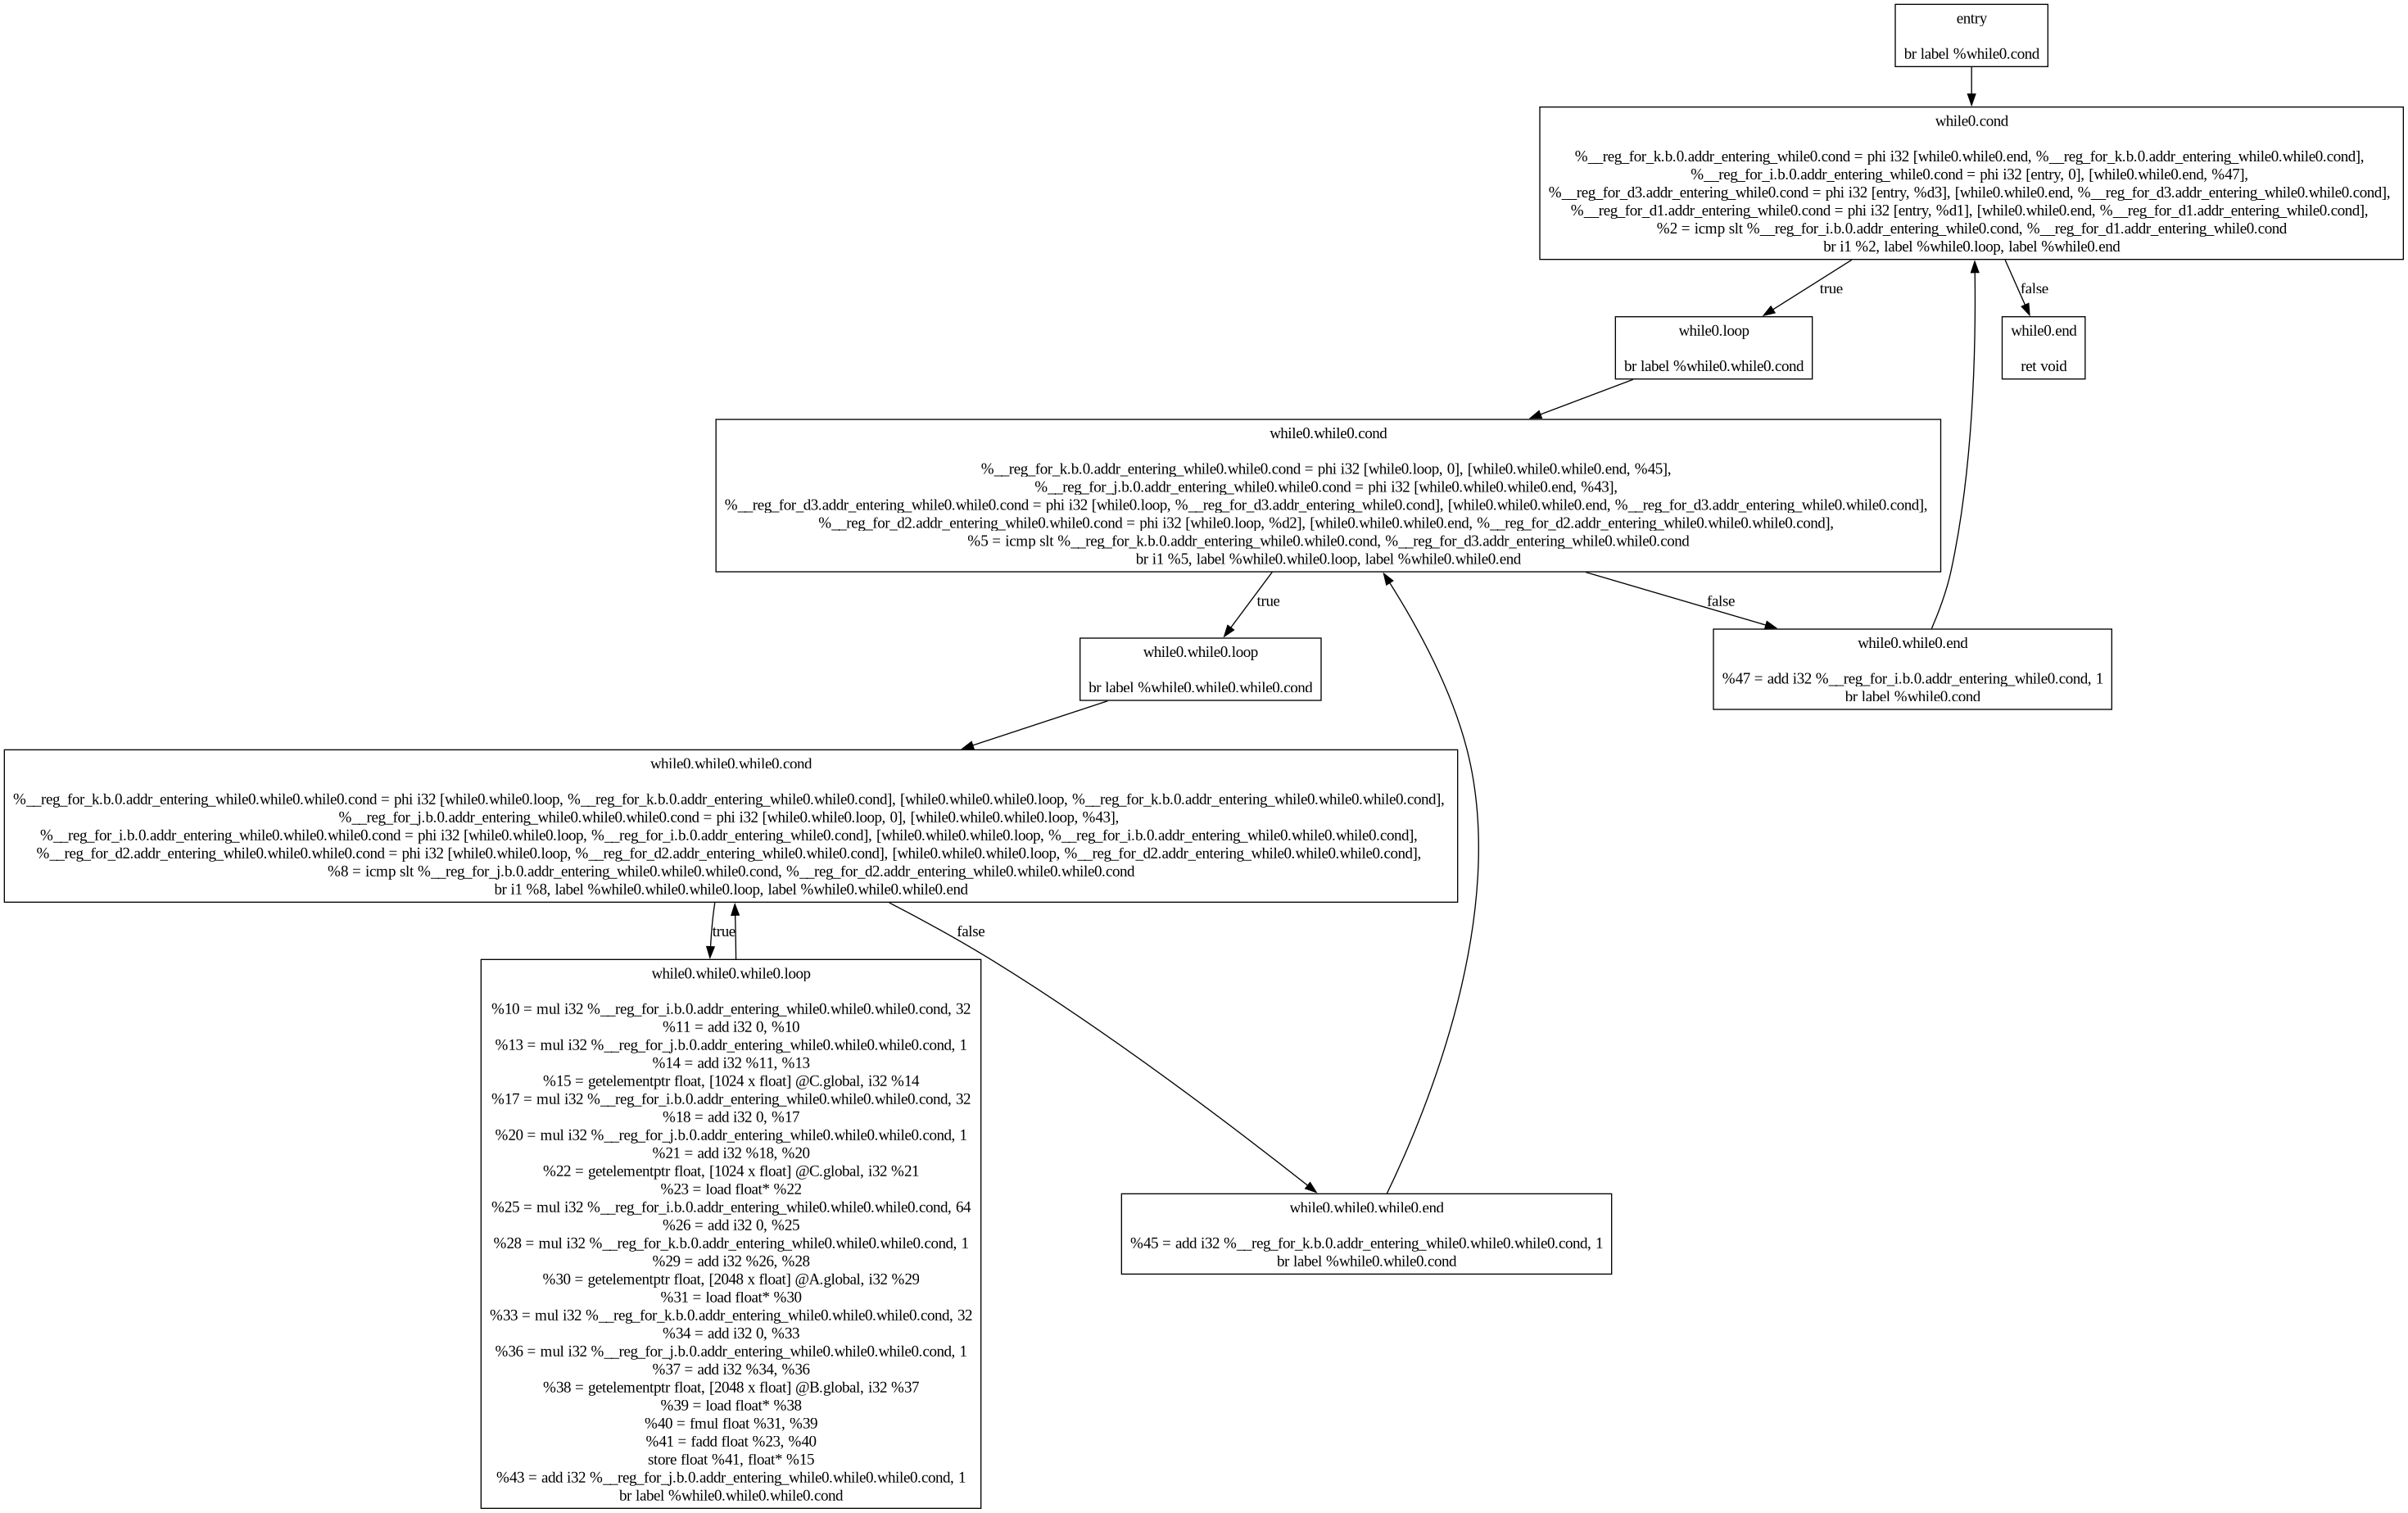 entry
br label %while0.cond
while0.cond
%__reg_for_k.b.0.addr_entering_while0.cond = phi i32 [while0.while0.end, %__reg_for_k.b.0.addr_entering_while0.while0.cond],
%__reg_for_i.b.0.addr_entering_while0.cond = phi i32 [entry, 0], [while0.while0.end, %47],
%__reg_for_d3.addr_entering_while0.cond = phi i32 [entry, %d3], [while0.while0.end, %__reg_for_d3.addr_entering_while0.while0.cond],
%__reg_for_d1.addr_entering_while0.cond = phi i32 [entry, %d1], [while0.while0.end, %__reg_for_d1.addr_entering_while0.cond],
%2 = icmp slt %__reg_for_i.b.0.addr_entering_while0.cond, %__reg_for_d1.addr_entering_while0.cond
br i1 %2, label %while0.loop, label %while0.end
true
false
while0.loop
br label %while0.while0.cond
while0.end
ret void
while0.while0.cond
%__reg_for_k.b.0.addr_entering_while0.while0.cond = phi i32 [while0.loop, 0], [while0.while0.while0.end, %45],
%__reg_for_j.b.0.addr_entering_while0.while0.cond = phi i32 [while0.while0.while0.end, %43],
%__reg_for_d3.addr_entering_while0.while0.cond = phi i32 [while0.loop, %__reg_for_d3.addr_entering_while0.cond], [while0.while0.while0.end, %__reg_for_d3.addr_entering_while0.while0.cond],
%__reg_for_d2.addr_entering_while0.while0.cond = phi i32 [while0.loop, %d2], [while0.while0.while0.end, %__reg_for_d2.addr_entering_while0.while0.while0.cond],
%5 = icmp slt %__reg_for_k.b.0.addr_entering_while0.while0.cond, %__reg_for_d3.addr_entering_while0.while0.cond
br i1 %5, label %while0.while0.loop, label %while0.while0.end
true
false
while0.while0.loop
br label %while0.while0.while0.cond
while0.while0.end
%47 = add i32 %__reg_for_i.b.0.addr_entering_while0.cond, 1
br label %while0.cond
while0.while0.while0.cond
%__reg_for_k.b.0.addr_entering_while0.while0.while0.cond = phi i32 [while0.while0.loop, %__reg_for_k.b.0.addr_entering_while0.while0.cond], [while0.while0.while0.loop, %__reg_for_k.b.0.addr_entering_while0.while0.while0.cond],
%__reg_for_j.b.0.addr_entering_while0.while0.while0.cond = phi i32 [while0.while0.loop, 0], [while0.while0.while0.loop, %43],
%__reg_for_i.b.0.addr_entering_while0.while0.while0.cond = phi i32 [while0.while0.loop, %__reg_for_i.b.0.addr_entering_while0.cond], [while0.while0.while0.loop, %__reg_for_i.b.0.addr_entering_while0.while0.while0.cond],
%__reg_for_d2.addr_entering_while0.while0.while0.cond = phi i32 [while0.while0.loop, %__reg_for_d2.addr_entering_while0.while0.cond], [while0.while0.while0.loop, %__reg_for_d2.addr_entering_while0.while0.while0.cond],
%8 = icmp slt %__reg_for_j.b.0.addr_entering_while0.while0.while0.cond, %__reg_for_d2.addr_entering_while0.while0.while0.cond
br i1 %8, label %while0.while0.while0.loop, label %while0.while0.while0.end
true
false
while0.while0.while0.loop
%10 = mul i32 %__reg_for_i.b.0.addr_entering_while0.while0.while0.cond, 32
%11 = add i32 0, %10
%13 = mul i32 %__reg_for_j.b.0.addr_entering_while0.while0.while0.cond, 1
%14 = add i32 %11, %13
%15 = getelementptr float, [1024 x float] @C.global, i32 %14
%17 = mul i32 %__reg_for_i.b.0.addr_entering_while0.while0.while0.cond, 32
%18 = add i32 0, %17
%20 = mul i32 %__reg_for_j.b.0.addr_entering_while0.while0.while0.cond, 1
%21 = add i32 %18, %20
%22 = getelementptr float, [1024 x float] @C.global, i32 %21
%23 = load float* %22
%25 = mul i32 %__reg_for_i.b.0.addr_entering_while0.while0.while0.cond, 64
%26 = add i32 0, %25
%28 = mul i32 %__reg_for_k.b.0.addr_entering_while0.while0.while0.cond, 1
%29 = add i32 %26, %28
%30 = getelementptr float, [2048 x float] @A.global, i32 %29
%31 = load float* %30
%33 = mul i32 %__reg_for_k.b.0.addr_entering_while0.while0.while0.cond, 32
%34 = add i32 0, %33
%36 = mul i32 %__reg_for_j.b.0.addr_entering_while0.while0.while0.cond, 1
%37 = add i32 %34, %36
%38 = getelementptr float, [2048 x float] @B.global, i32 %37
%39 = load float* %38
%40 = fmul float %31, %39
%41 = fadd float %23, %40
store float %41, float* %15
%43 = add i32 %__reg_for_j.b.0.addr_entering_while0.while0.while0.cond, 1
br label %while0.while0.while0.cond
while0.while0.while0.end
%45 = add i32 %__reg_for_k.b.0.addr_entering_while0.while0.while0.cond, 1
br label %while0.while0.cond